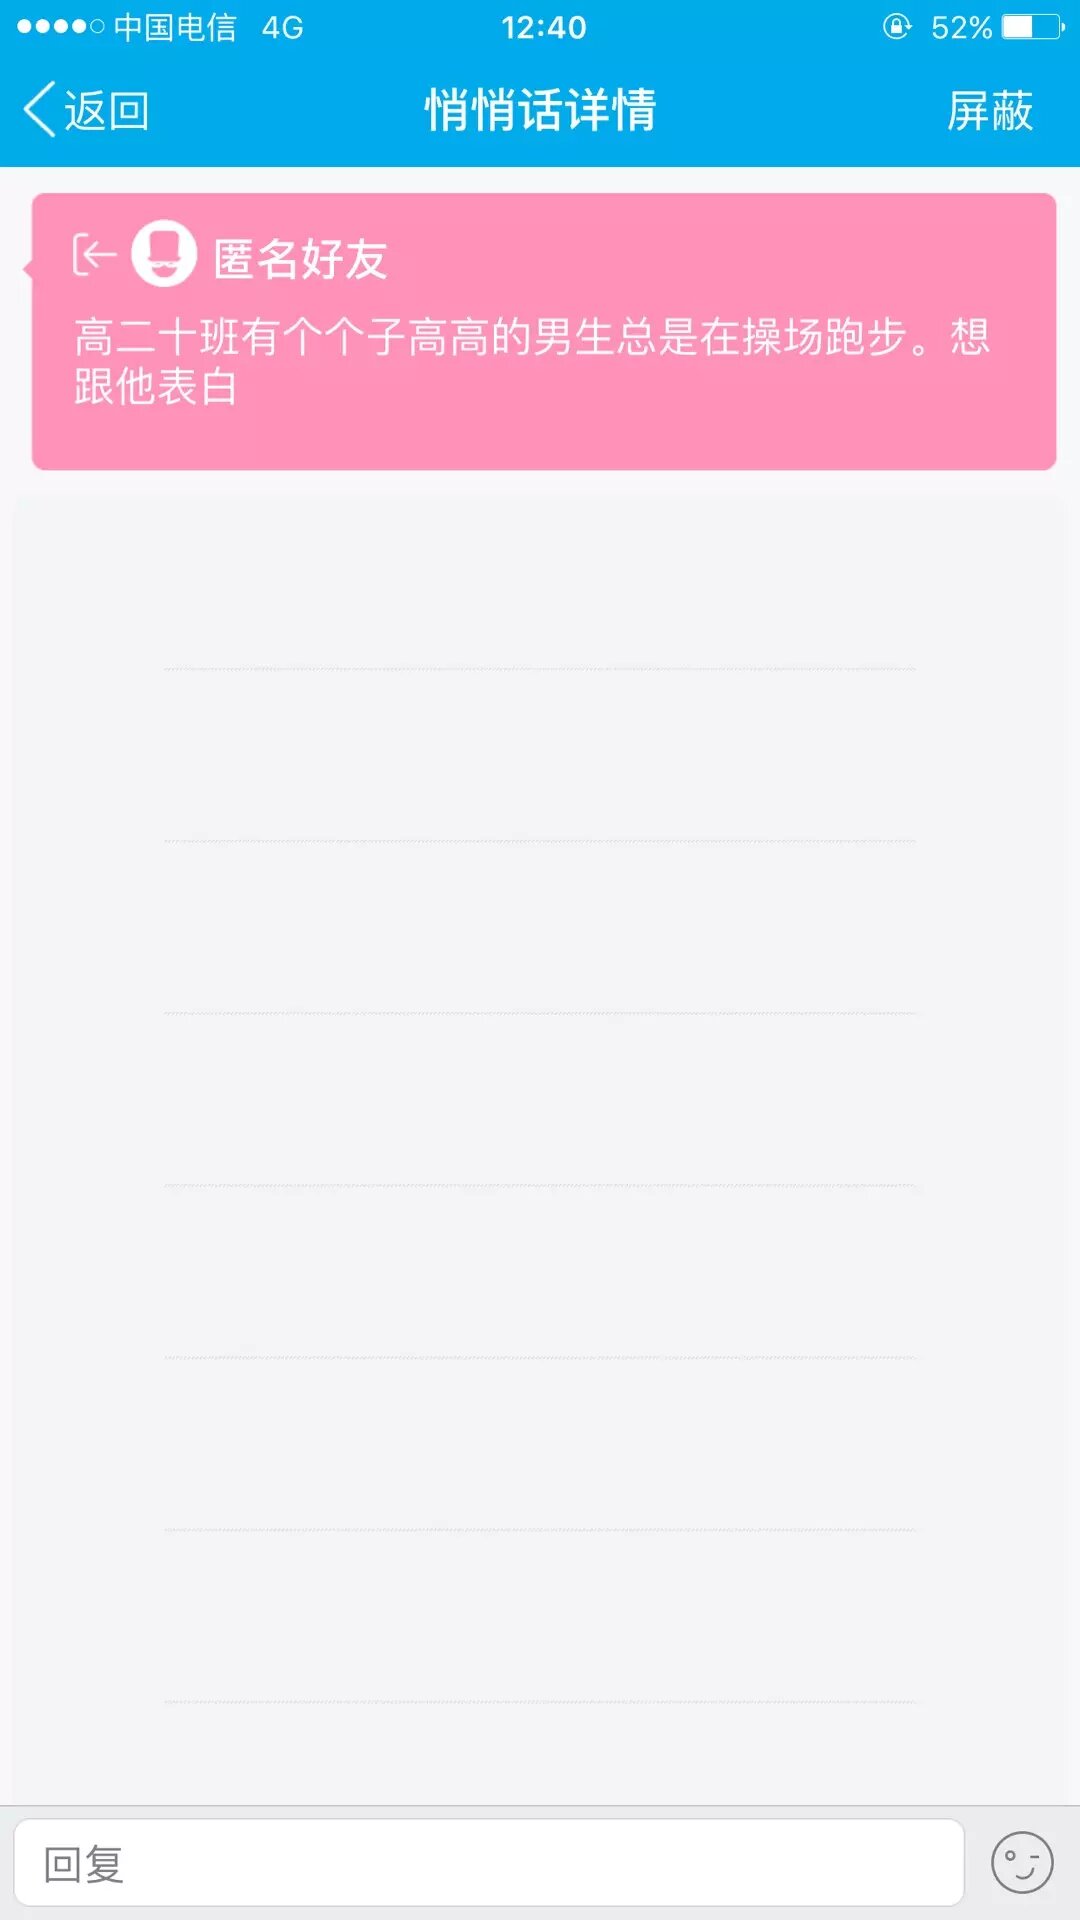 中国电信 4G 12:40 52%
返回 悄悄话详情 屏蔽
匿名好友
高二十班有个个子高高的男生总是在操场跑步。想
跟他表白
回复